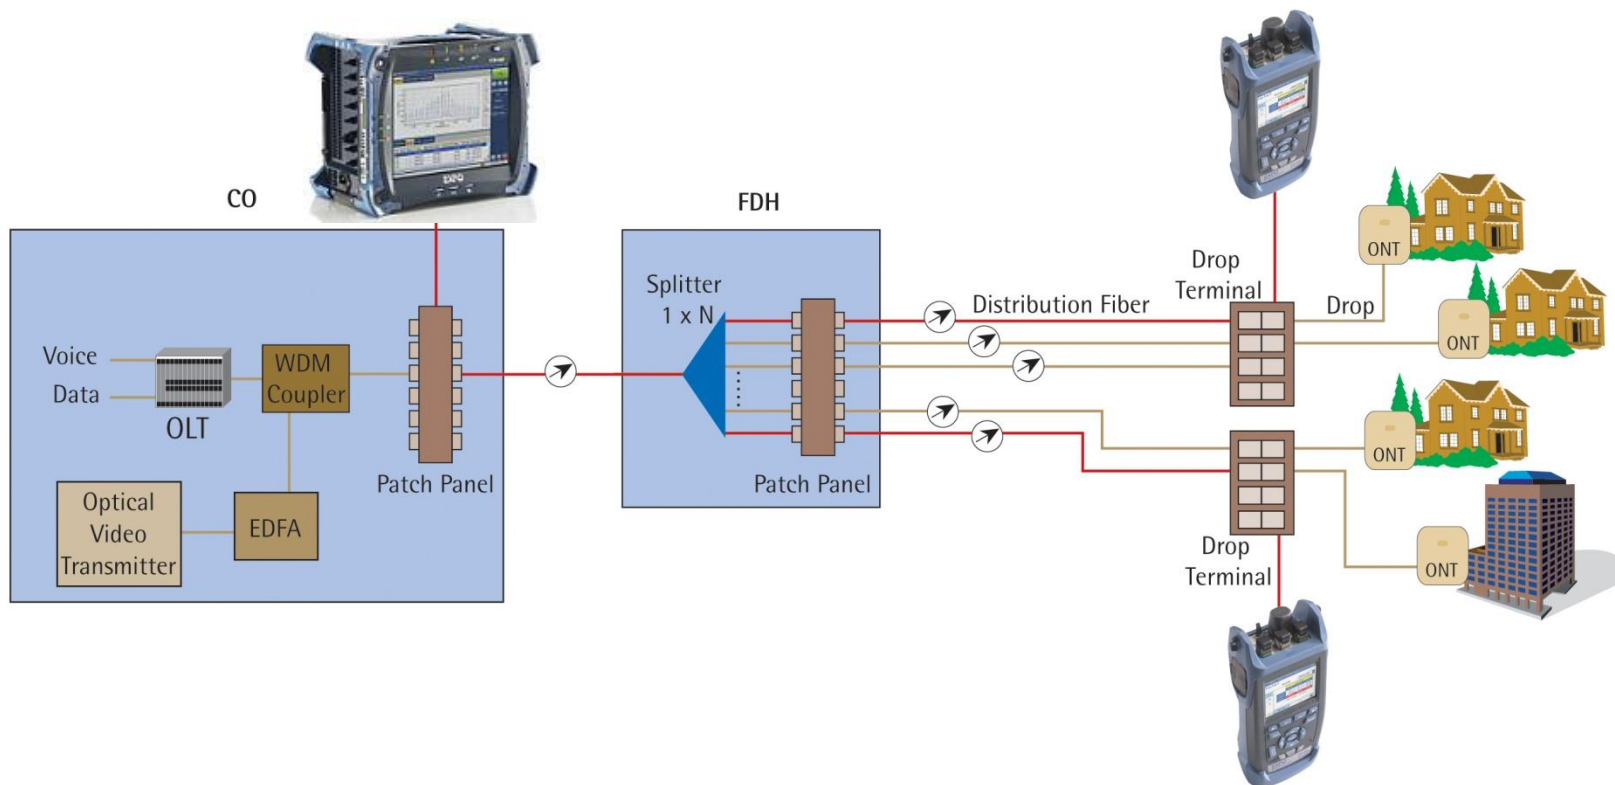 CO
FDH
Voice
Data
OLT
WDM
Coupler
Patch Panel
Optical
Video
Transmitter
EDFA
Splitter
1 x N
Patch Panel
Distribution Fiber
Drop
Terminal
Drop
ONT
ONT
ONT
ONT
Drop
Terminal
EXFO